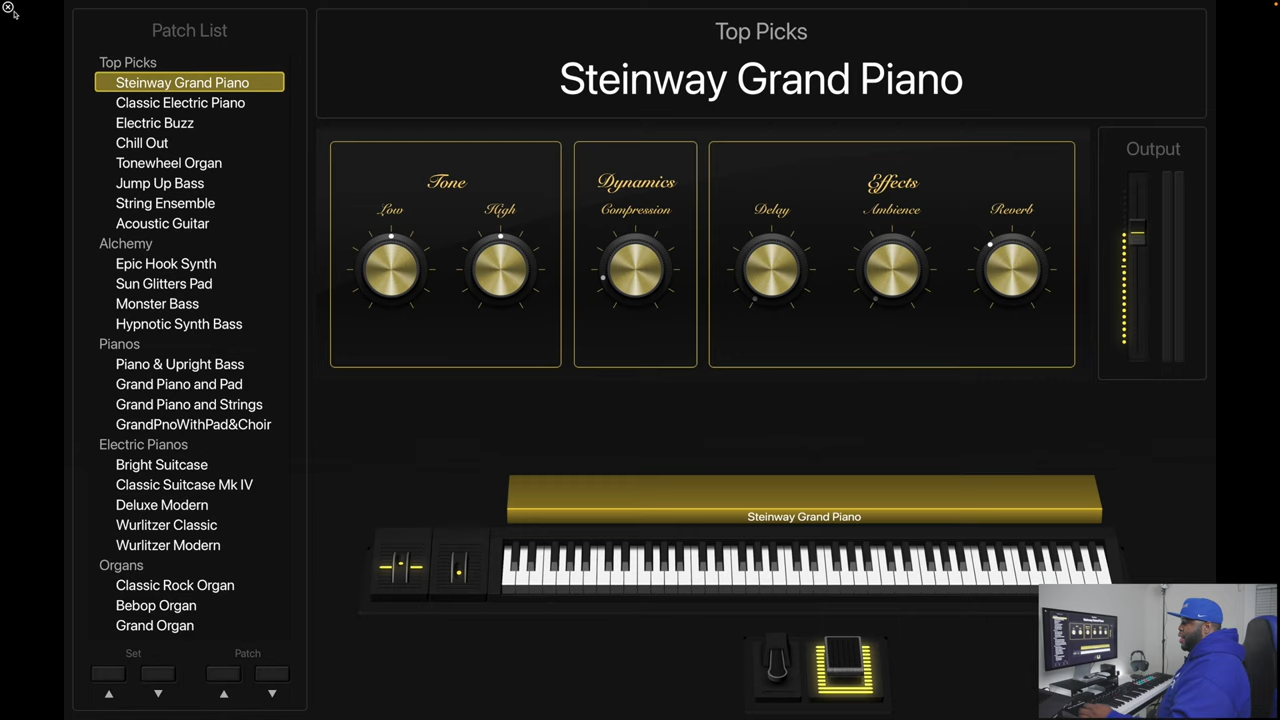 Patch List
Top Picks
Steinway Grand Piano
Classic Electric Piano
Electric Buzz
Chill Out
Tonewheel Organ
Jump Up Bass
String Ensemble
Acoustic Guitar
Alchemy
Epic Hook Synth
Sun Glitters Pad
Monster Bass
Hypnotic Synth Bass
Pianos
Piano & Upright Bass
Grand Piano and Pad
Grand Piano and Strings
GrandPnoWithPad&Choir
Electric Pianos
Bright Suitcase
Classic Suitcase Mk IV
Deluxe Modern
Wurlitzer Classic
Wurlitzer Modern
Organs
Classic Rock Organ
Bebop Organ
Grand Organ
Set
Patch
Top Picks
Steinway Grand Piano
Tone
Low
High
Dynamics
Compression
Effects
Delay
Ambience
Reverb
Output
Steinway Grand Piano